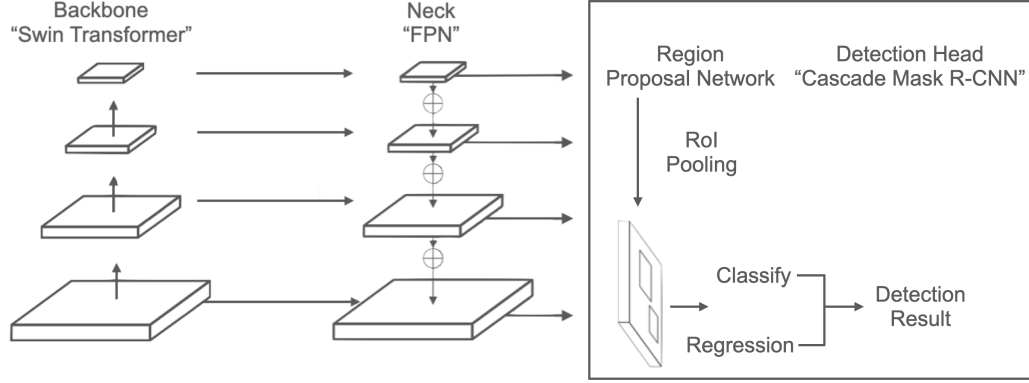 Backbone
“Swin Transformer”
Neck
“FPN”
Region
Proposal Network
Detection Head
“Cascade Mask R-CNN”
RoI
Pooling
Classify
Regression
Detection
Result